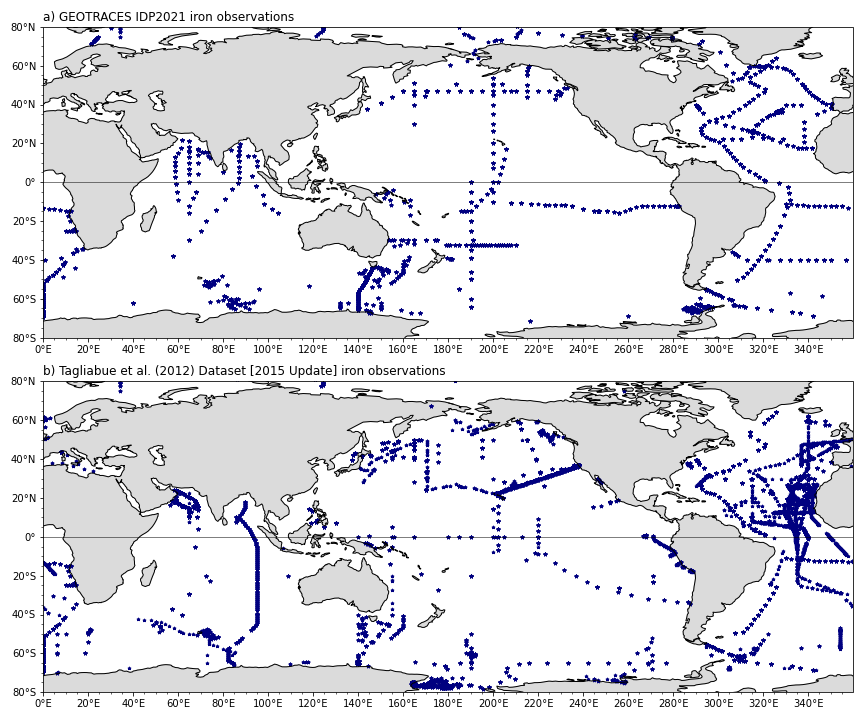 a) GEOTRACES IDP2021 iron observations
80°N
60°N
40°N
20°N
0°
20°S
40°S
60°S
80°S
0°E 20°E 40°E 60°E 80°E 100°E 120°E 140°E 160°E 180°E 200°E 220°E 240°E 260°E 280°E 300°E 320°E 340°E
b) Tagliabue et al. (2012) Dataset [2015 Update] iron observations
80°N
60°N
40°N
20°N
0°
20°S
40°S
60°S
80°S
0°E 20°E 40°E 60°E 80°E 100°E 120°E 140°E 160°E 180°E 200°E 220°E 240°E 260°E 280°E 300°E 320°E 340°E